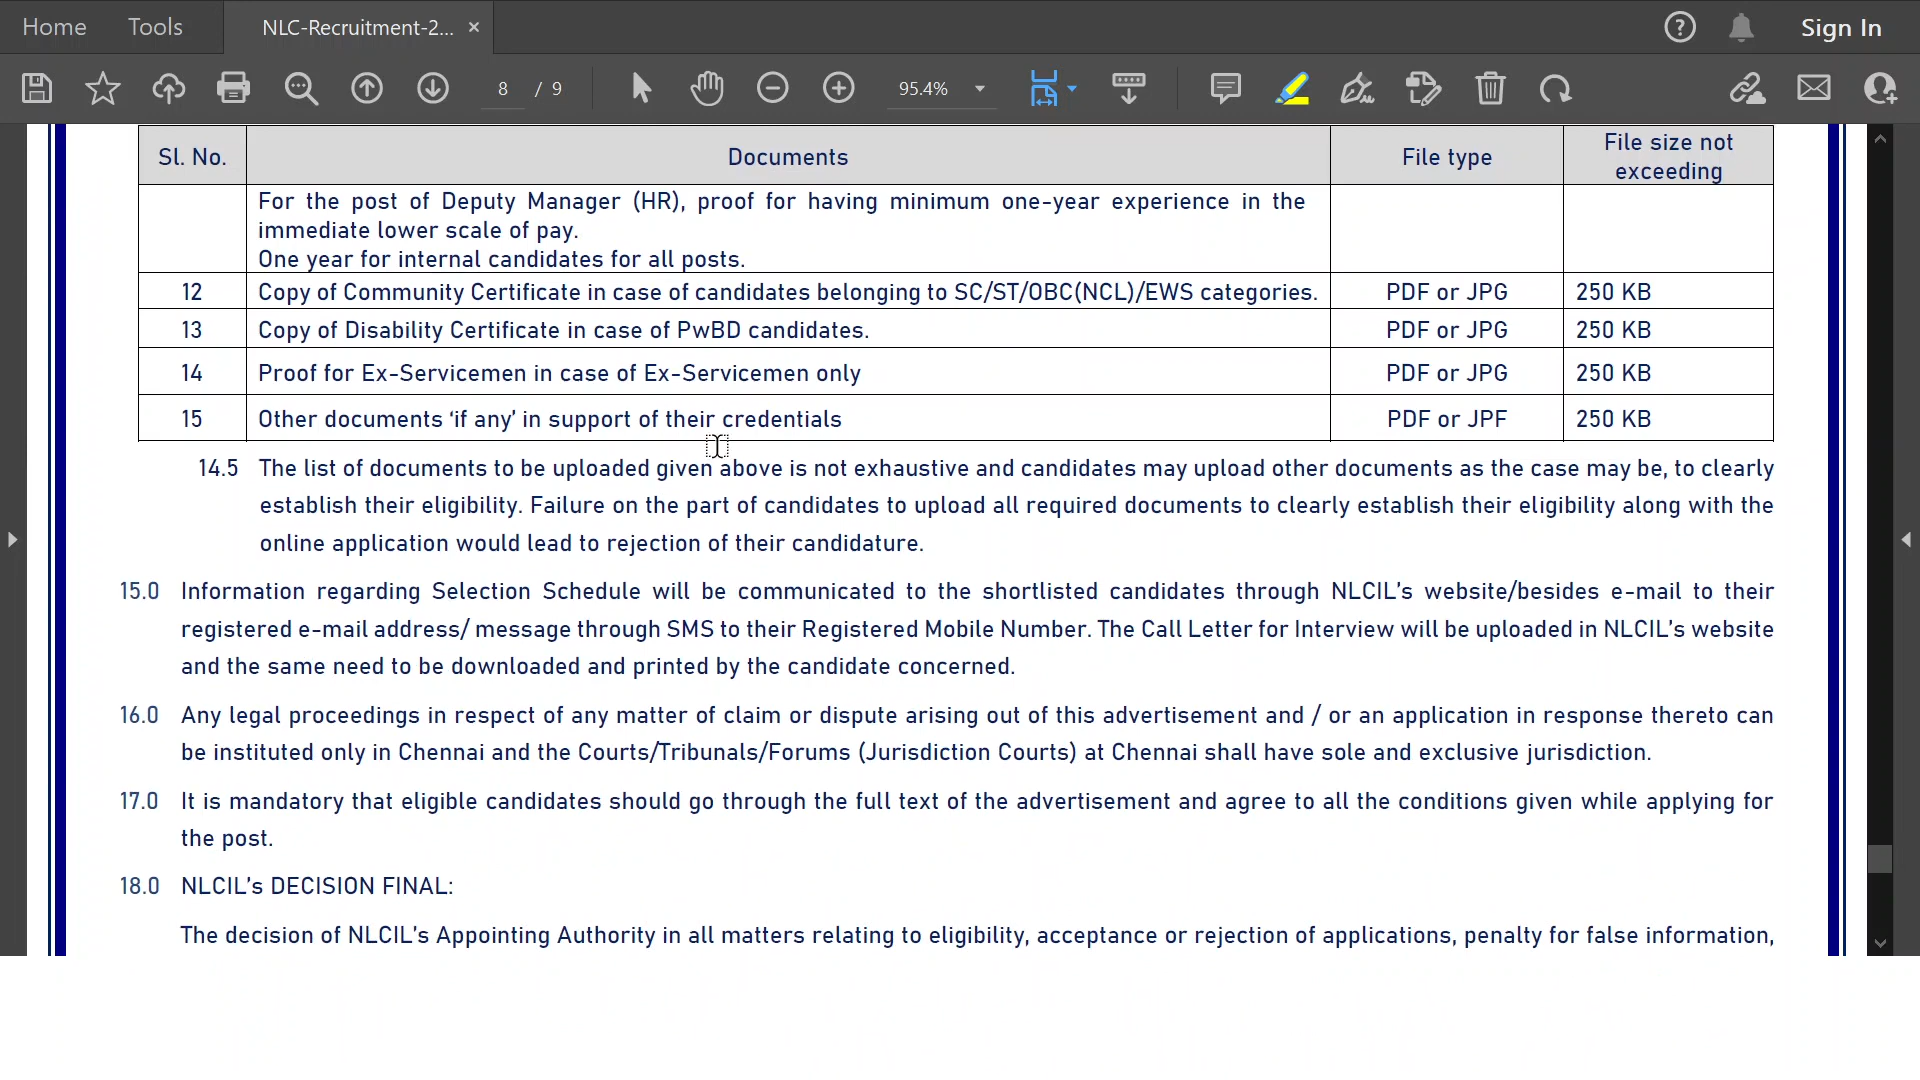 Home Tools NLC-Recruitment-2... × ? Sign In
8 / 9 95.4%
Sl. No. Documents File type File size not exceeding
For the post of Deputy Manager (HR), proof for having minimum one-year experience in the
immediate lower scale of pay.
One year for internal candidates for all posts.
12 Copy of Community Certificate in case of candidates belonging to SC/ST/OBC(NCL)/EWS categories. PDF or JPG 250 KB
13 Copy of Disability Certificate in case of PwBD candidates. PDF or JPG 250 KB
14 Proof for Ex-Servicemen in case of Ex-Servicemen only PDF or JPG 250 KB
15 Other documents ‘if any’ in support of their credentials PDF or JPF 250 KB
14.5 The list of documents to be uploaded given above is not exhaustive and candidates may upload other documents as the case may be, to clearly
establish their eligibility. Failure on the part of candidates to upload all required documents to clearly establish their eligibility along with the
online application would lead to rejection of their candidature.
15.0 Information regarding Selection Schedule will be communicated to the shortlisted candidates through NLCIL’s website/besides e-mail to their
registered e-mail address/ message through SMS to their Registered Mobile Number. The Call Letter for Interview will be uploaded in NLCIL’s website
and the same need to be downloaded and printed by the candidate concerned.
16.0 Any legal proceedings in respect of any matter of claim or dispute arising out of this advertisement and / or an application in response thereto can
be instituted only in Chennai and the Courts/Tribunals/Forums (Jurisdiction Courts) at Chennai shall have sole and exclusive jurisdiction.
17.0 It is mandatory that eligible candidates should go through the full text of the advertisement and agree to all the conditions given while applying for
the post.
18.0 NLCIL’s DECISION FINAL:
The decision of NLCIL’s Appointing Authority in all matters relating to eligibility, acceptance or rejection of applications, penalty for false information,